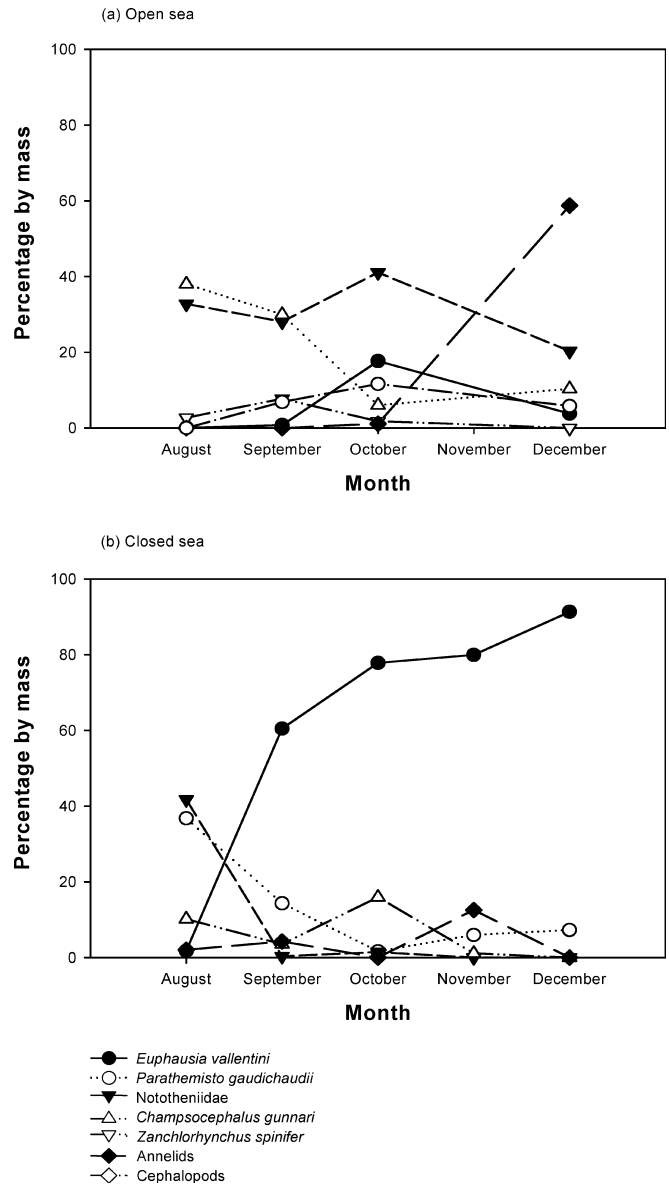 (a) Open sea
100
80
60
40
20
0
Percentage by mass
August September October November December
Month
(b) Closed sea
100
80
60
40
20
0
Percentage by mass
August September October November December
Month
Euphausia vallentini
Parathemisto gaudichaudii
Nototheniidae
Champsocephalus gunnari
Zanchlorhynchus spinifer
Annelids
Cephalopods